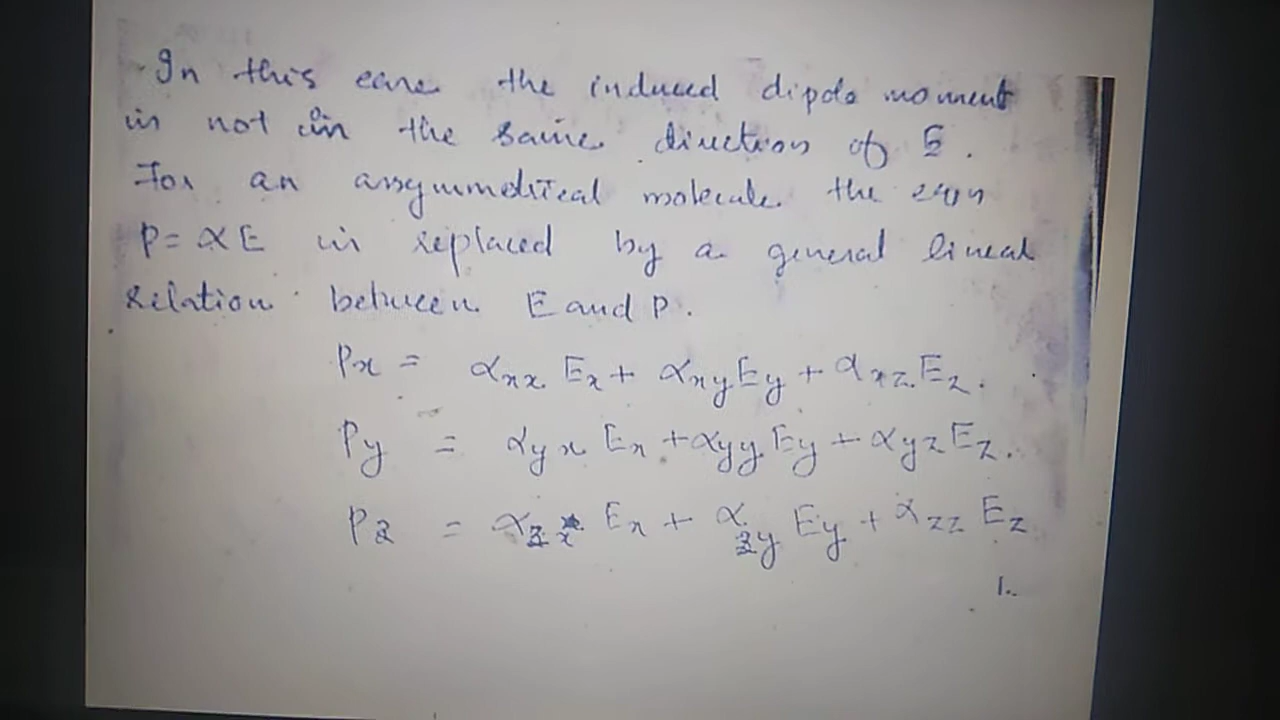 In this case the induced dipole moment
is not in the same direction of E.
For an assymmetrical molecule the eqn
P = αE is replaced by a general linear
relation between E and P.
Px = αxx Ex + αxy Ey + αxz Ez.
Py = αyx Ex + αyy Ey + αyz Ez.
Pz = αzx Ex + αzy Ey + αzz Ez
1.